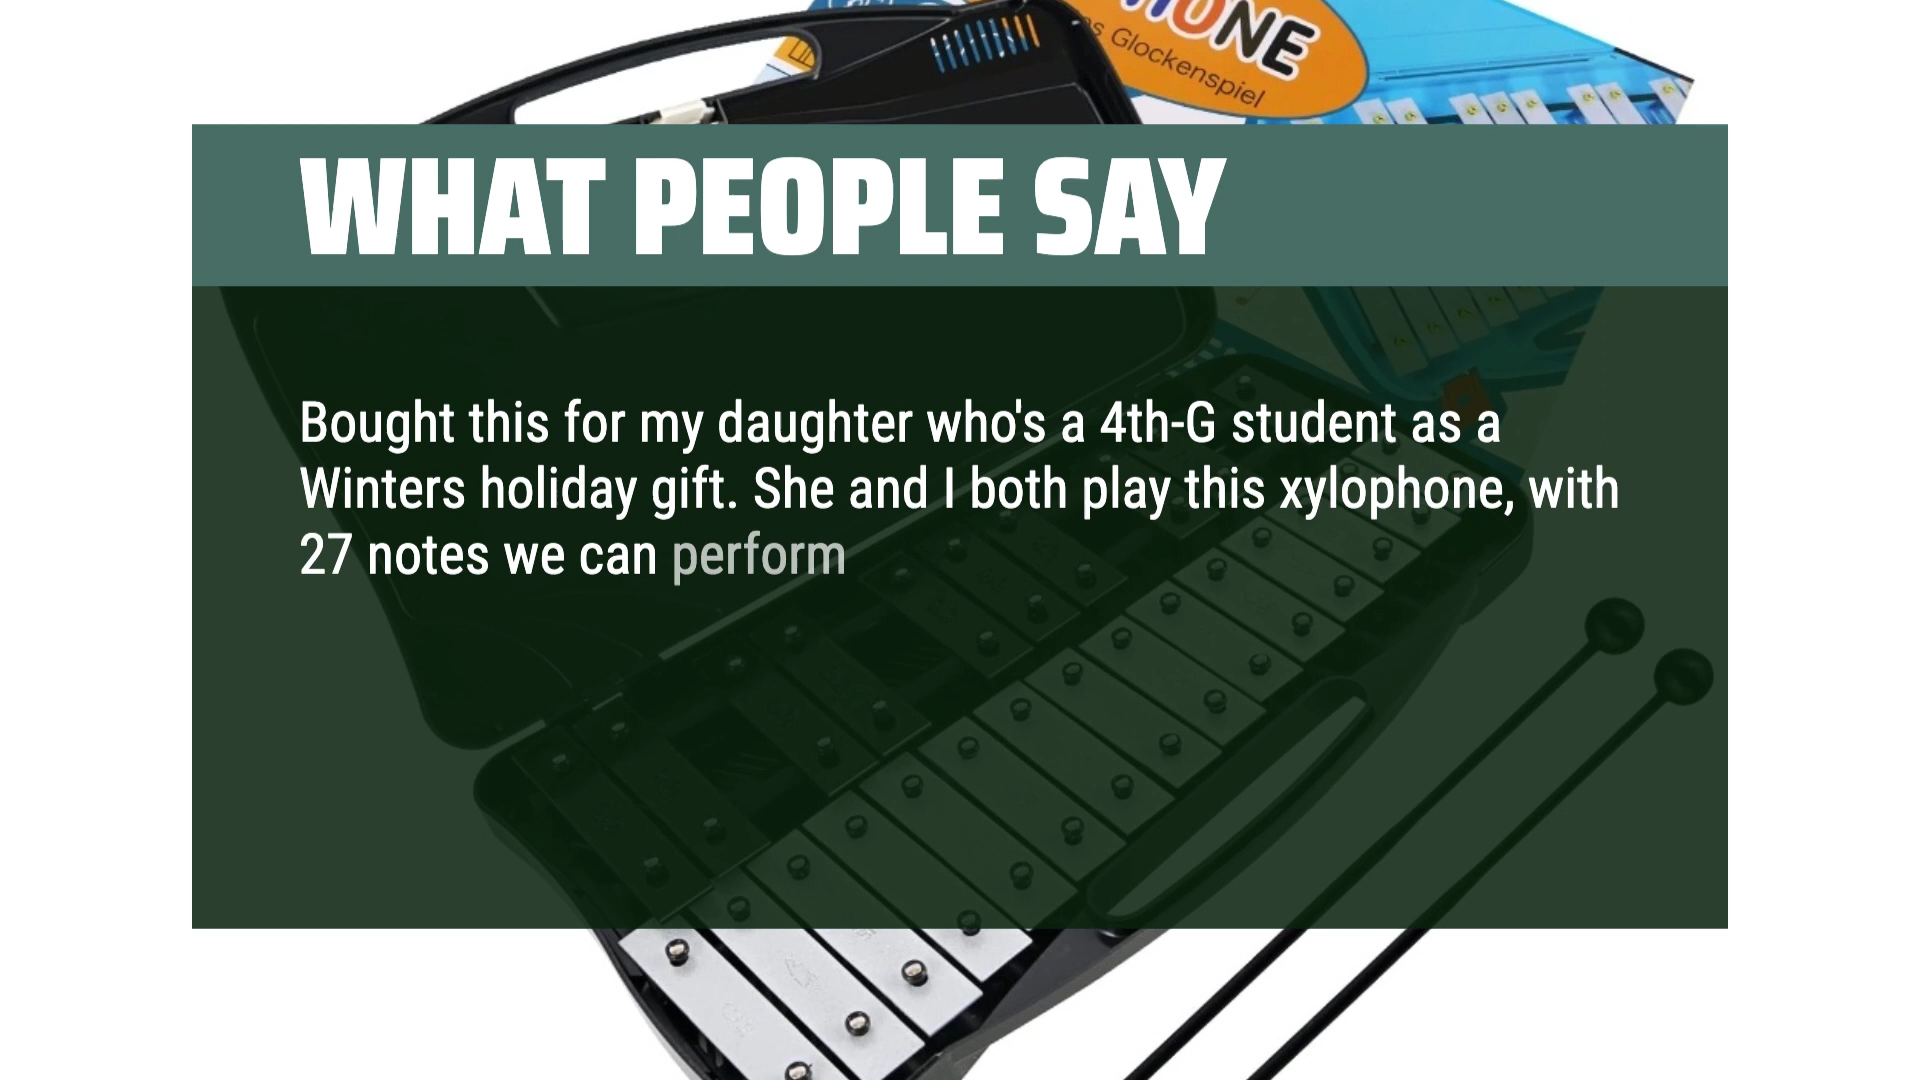 Glockenspiel
WHAT PEOPLE SAY
Bought this for my daughter who's a 4th-G student as a
Winters holiday gift. She and I both play this xylophone, with
27 notes we can perform